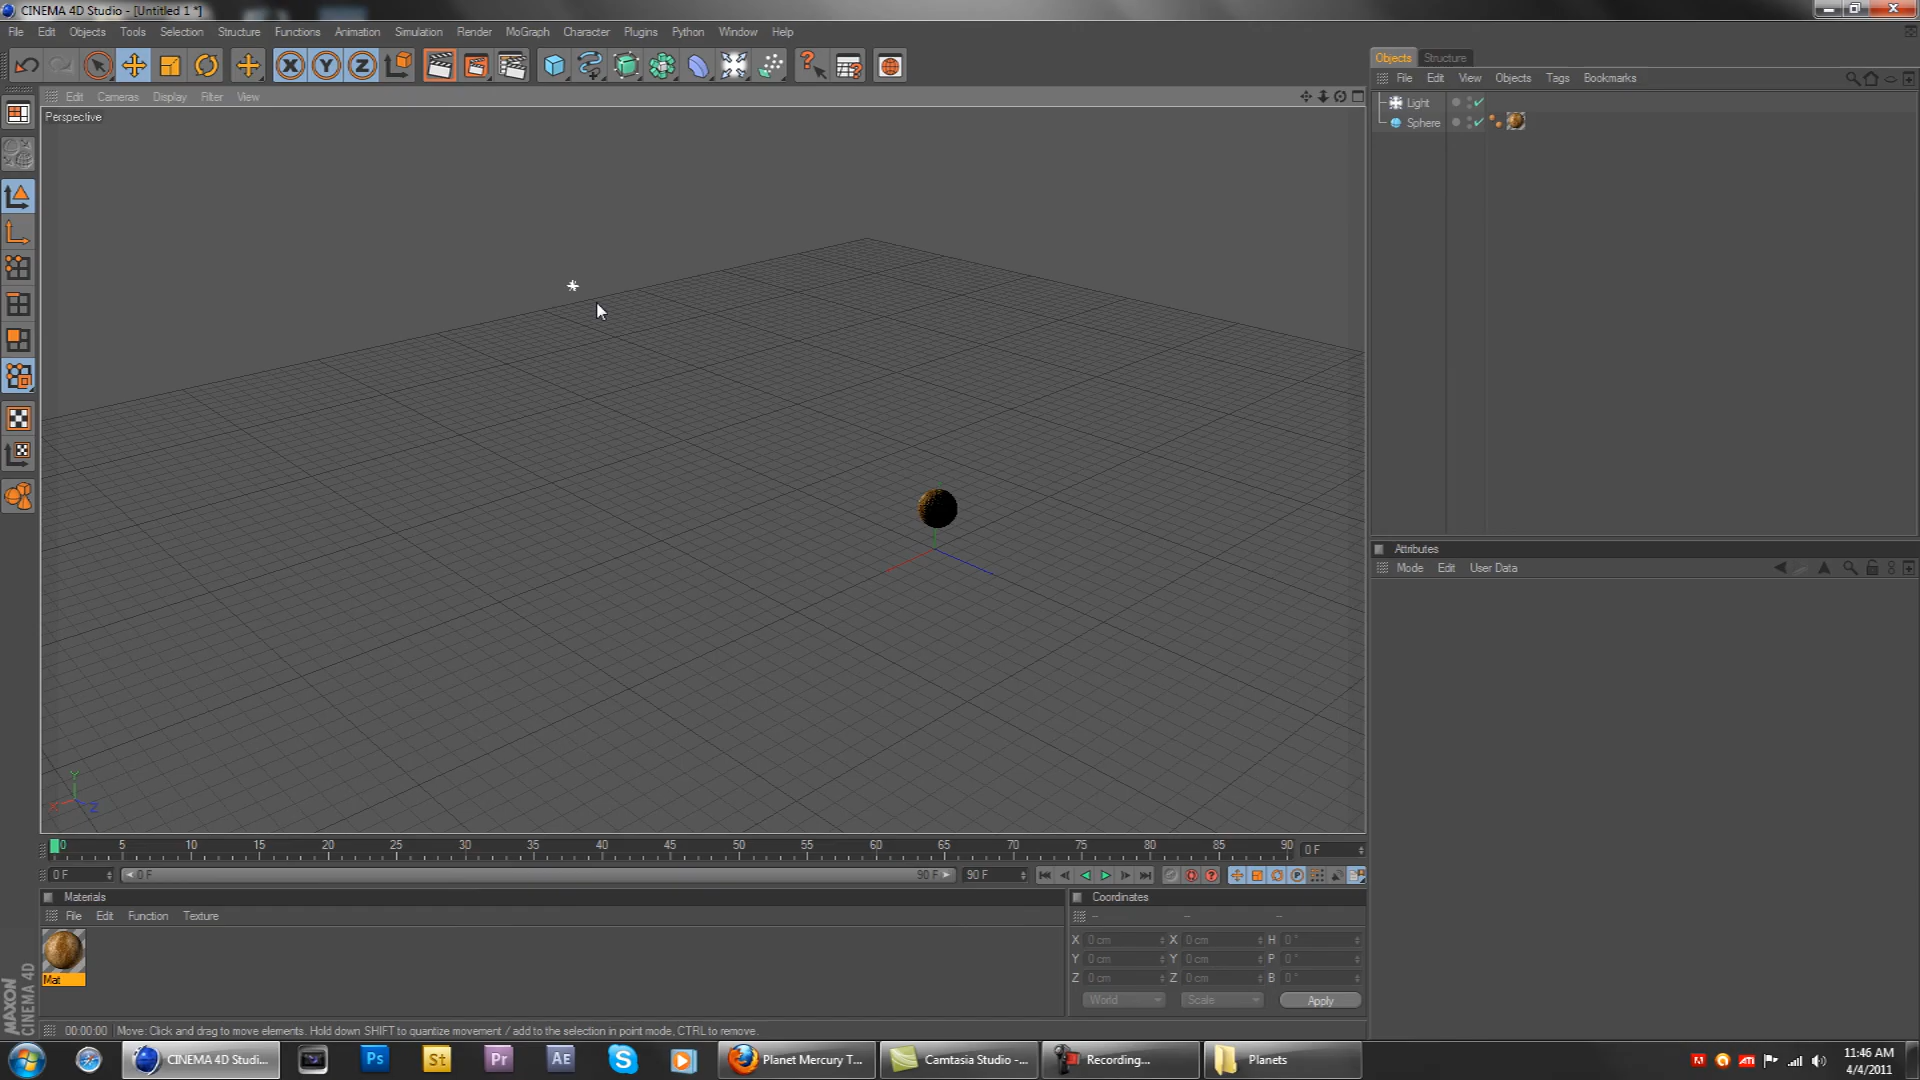 CINEMA 4D Studio - [Untitled 1 *]
File Edit Objects Tools Selection Structure Functions Animation Simulation Render MoGraph Character Plugins Python Window Help
Edit Cameras Display Filter View
Perspective
Objects Structure
File Edit View Objects Tags Bookmarks
Light
Sphere
Attributes
Mode Edit User Data
Y
X Z
0 5 10 15 20 25 30 35 40 45 50 55 60 65 70 75 80 85 90 0 F
0 F 0 F 90 F 90 F
Materials
File Edit Function Texture
Mat
Coordinates
-- -- --
X 0 cm X 0 cm H 0 °
Y 0 cm Y 0 cm P 0 °
Z 0 cm Z 0 cm B 0 °
World Scale Apply
MAXON
CINEMA 4D
00:00:00 Move: Click and drag to move elements. Hold down SHIFT to quantize movement / add to the selection in point mode, CTRL to remove.
CINEMA 4D Studi... Ps St Pr AE Planet Mercury T... Camtasia Studio -... Recording... Planets
11:46 AM
4/4/2011